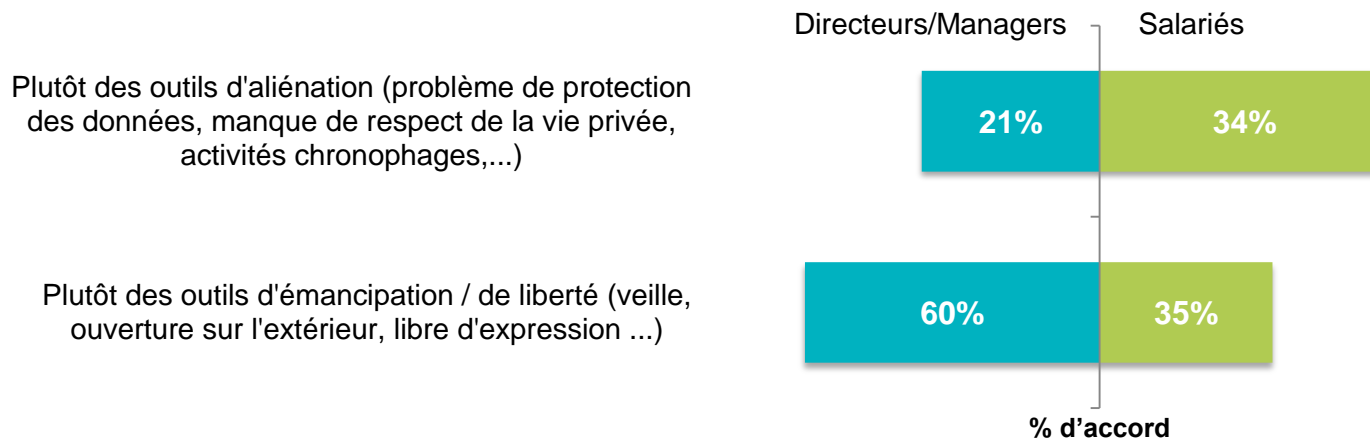 Directeurs/Managers Salariés
Plutôt des outils d'aliénation (problème de protection
des données, manque de respect de la vie privée,
activités chronophages,...)
21% 34%
Plutôt des outils d'émancipation / de liberté (veille,
ouverture sur l'extérieur, libre d'expression ...)
60% 35%
% d’accord